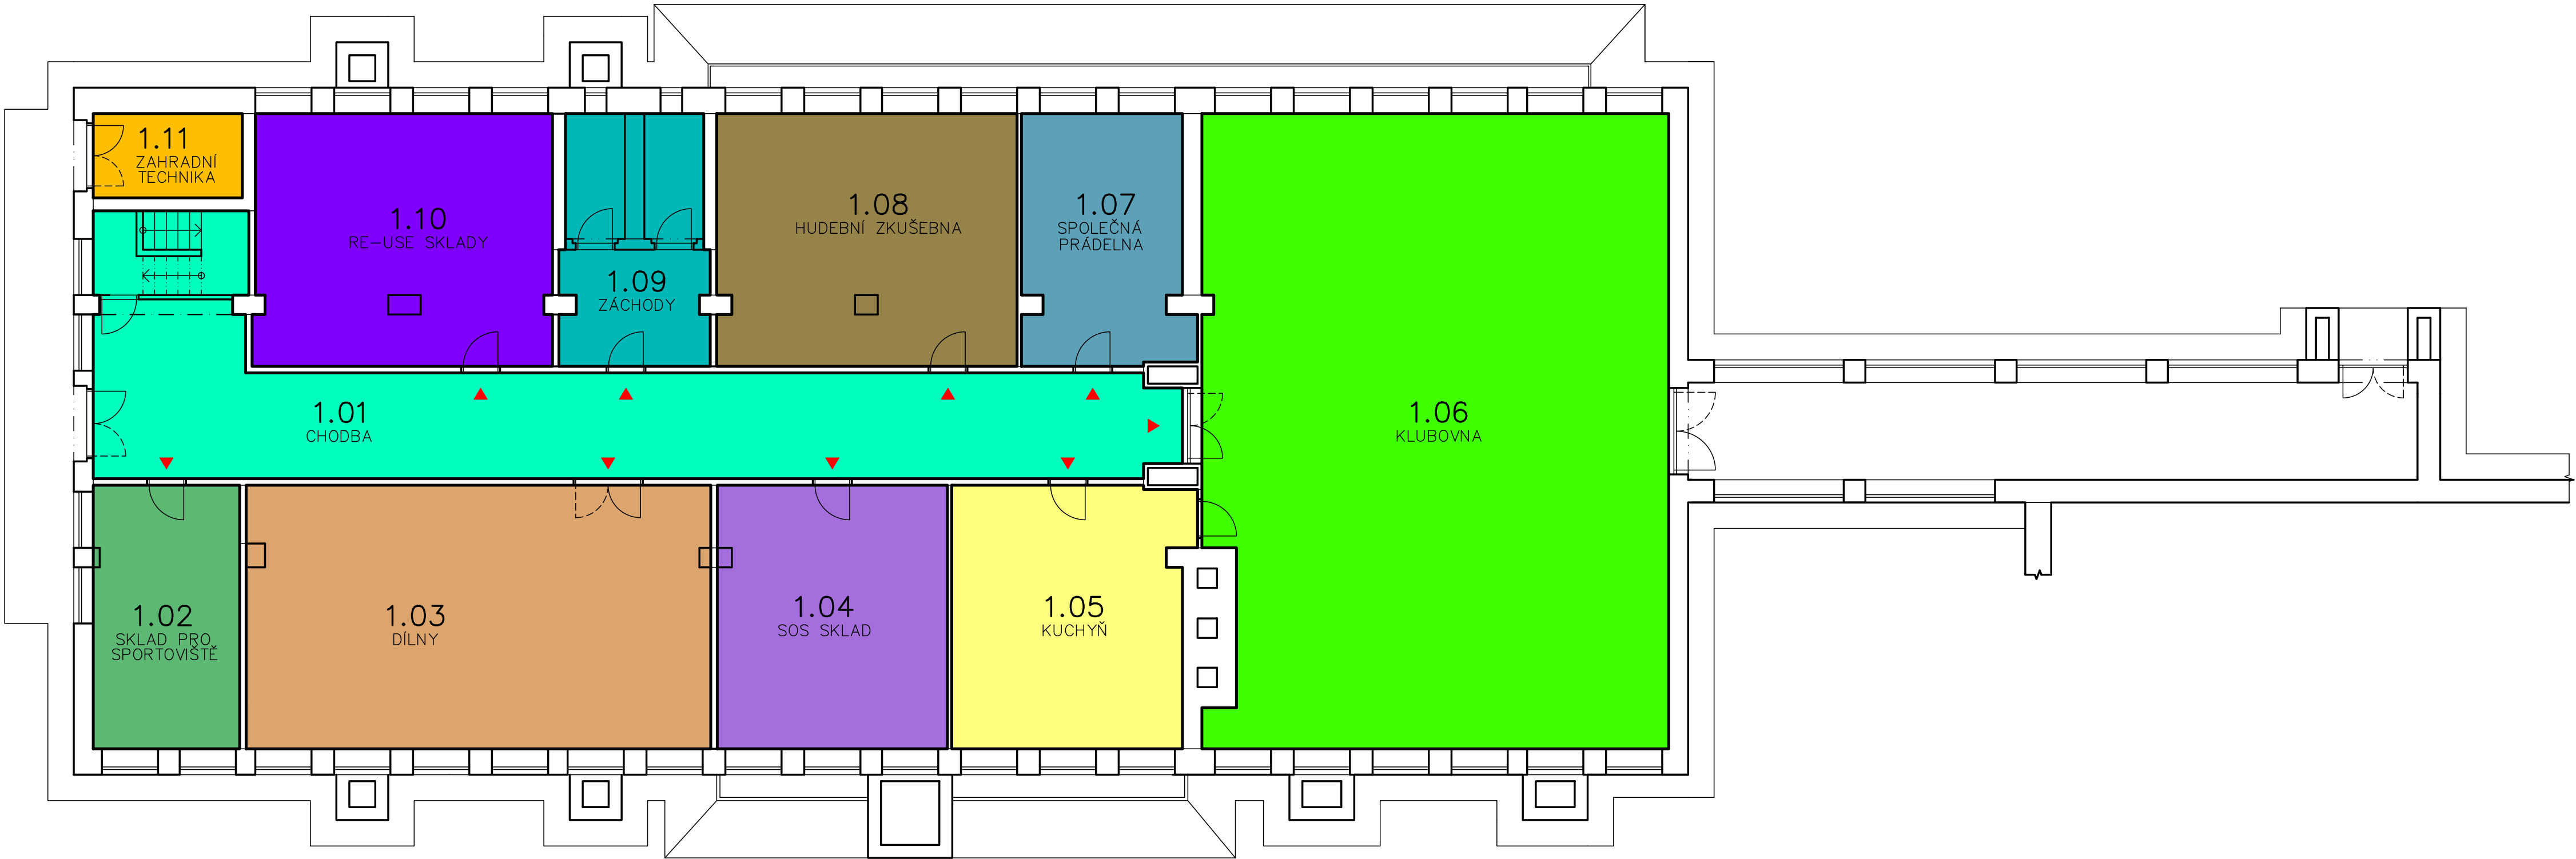 1.11
ZAHRADNÍ
TECHNIKA
1.10
RE-USE SKLADY
1.09
ZÁCHODY
1.08
HUDEBNÍ ZKUŠEBNA
1.07
SPOLEČNÁ
PRÁDELNA
1.01
CHODBA
1.06
KLUBOVNA
1.02
SKLAD PRO
SPORTOVIŠTĚ
1.03
DÍLNY
1.04
SOS SKLAD
1.05
KUCHYŇ